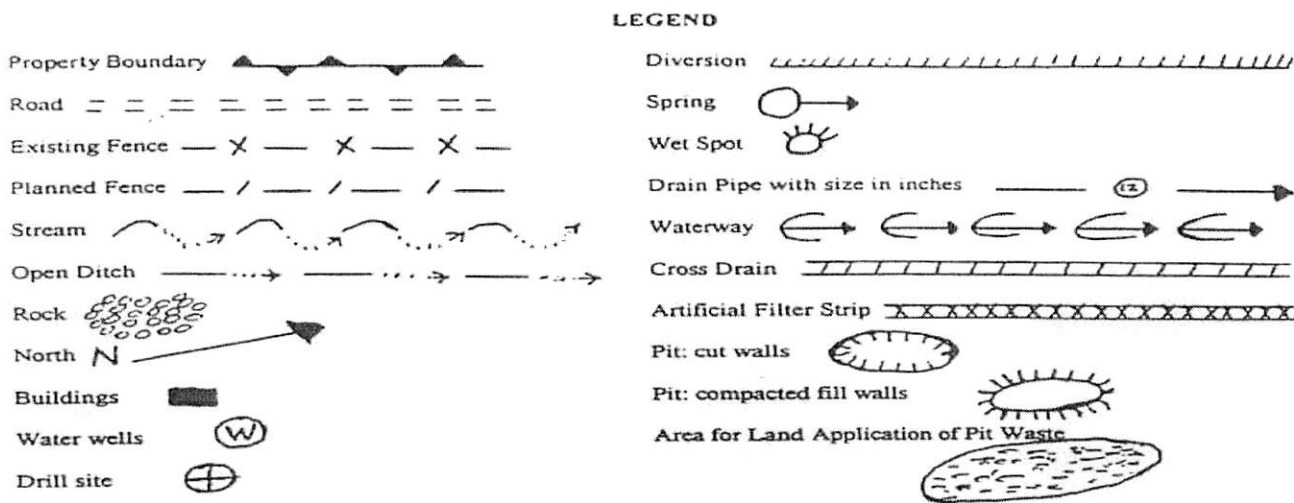 LEGEND
Property Boundary
Road
Existing Fence
Planned Fence
Stream
Open Ditch
Rock
North N
Buildings
Water wells W
Drill site
Diversion
Spring
Wet Spot
Drain Pipe with size in inches 12
Waterway
Cross Drain
Artificial Filter Strip
Pit: cut walls
Pit: compacted fill walls
Area for Land Application of Pit Waste